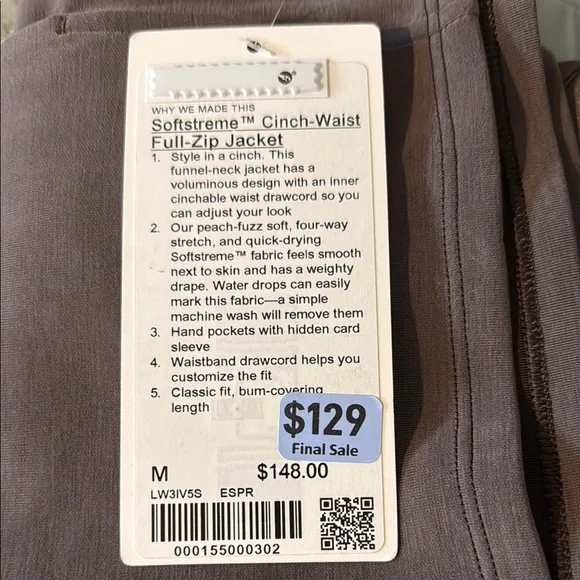 WHY WE MADE THIS
Softstreme™ Cinch-Waist
Full-Zip Jacket
1. Style in a cinch. This
funnel-neck jacket has a
voluminous design with an inner
cinchable waist drawcord so you
can adjust your look
2. Our peach-fuzz soft, four-way
stretch, and quick-drying
Softstreme™ fabric feels smooth
next to skin and has a weighty
drape. Water drops can easily
mark this fabric—a simple
machine wash will remove them
3. Hand pockets with hidden card
sleeve
4. Waistband drawcord helps you
customize the fit
5. Classic fit, bum-covering
length
$129
Final Sale
M $148.00
LW3IV5S ESPR
000155000302